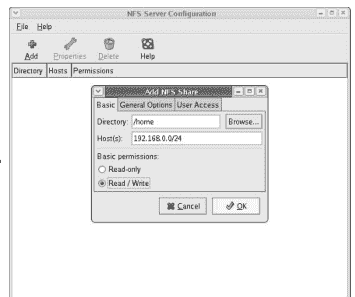 NFS Server Configuration
File Help
Add Properties Delete Help
Directory Hosts Permissions
Add NFS Share
Basic General Options User Access
Directory: /home Browse...
Host(s): 192.168.0.0/24
Basic permissions:
Read-only
Read / Write
Cancel OK